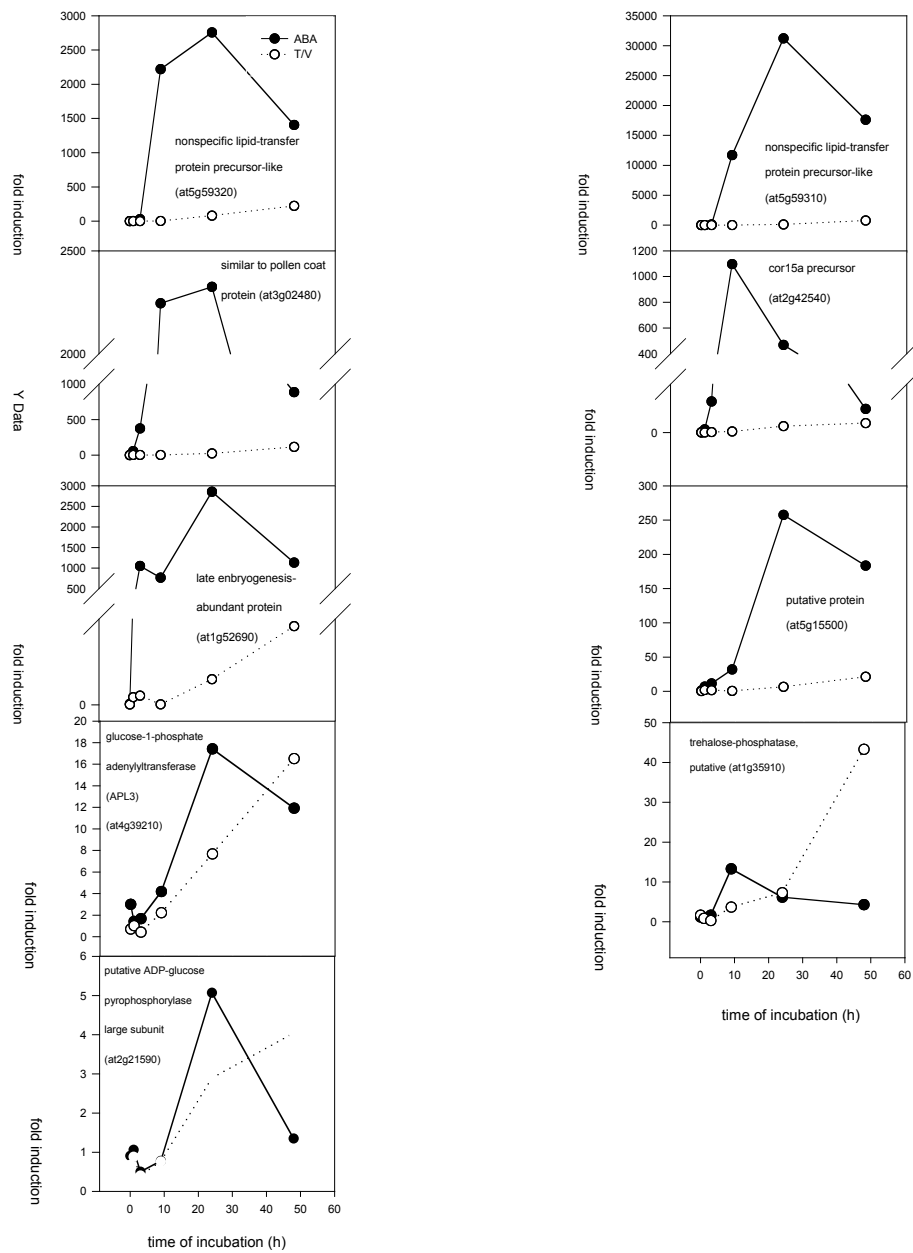 3000
2500
2000
1500
1000
500
0
ABA
T/V
nonspecific lipid-transfer
protein precursor-like
(at5g59320)
fold induction
2500
2000
1000
500
0
similar to pollen coat
protein (at3g02480)
Y Data
3000
2500
2000
1500
1000
500
0
late enbryogenesis-
abundant protein
(at1g52690)
fold induction
20
18
16
14
12
10
8
6
4
2
0
glucose-1-phosphate
adenylyltransferase
(APL3)
(at4g39210)
fold induction
6
5
4
3
2
1
0
putative ADP-glucose
pyrophosphorylase
large subunit
(at2g21590)
fold induction
0 10 20 30 40 50 60
time of incubation (h)
35000
30000
25000
20000
15000
10000
5000
0
nonspecific lipid-transfer
protein precursor-like
(at5g59310)
fold induction
1200
1000
800
600
400
0
cor15a precursor
(at2g42540)
fold induction
300
250
200
150
100
50
0
putative protein
(at5g15500)
fold induction
50
40
30
20
10
0
trehalose-phosphatase,
putative (at1g35910)
fold induction
0 10 20 30 40 50 60
time of incubation (h)